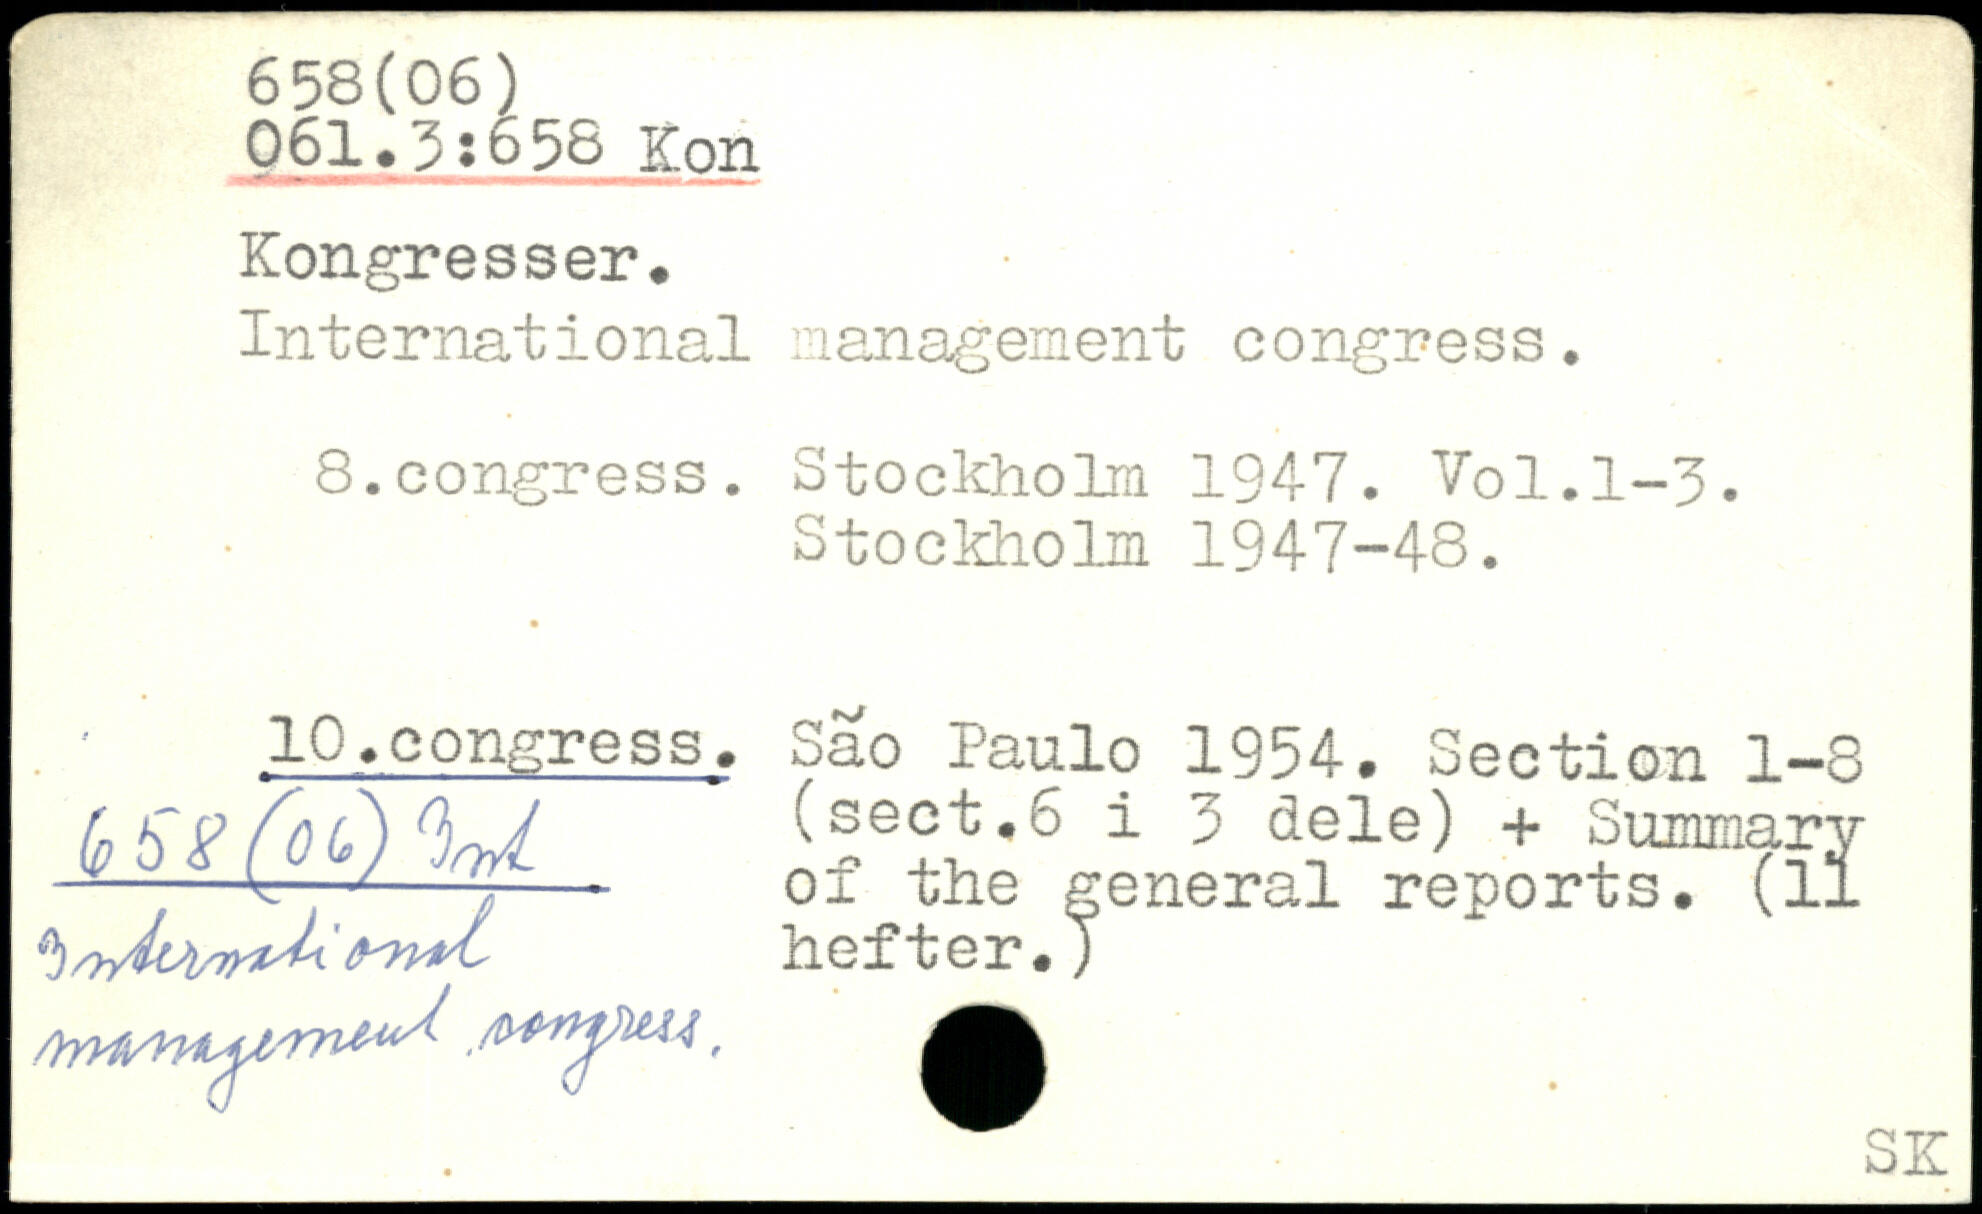 658(06)
061.3:658 Kon
Kongresser.
International management congress.
8.congress. Stockholm 1947. Vol.1-3.
Stockholm 1947-48.
10.congress. São Paulo 1954. Section 1-8
(sect.6 i 3 dele) + Summary
of the general reports. (11
hefter.)
658(06) Int
International
management congress.
SK